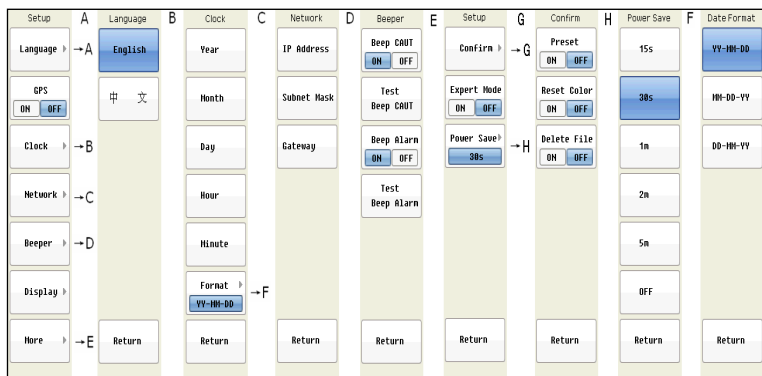 Setup
A
Language
B
Clock
C
Network
D
Beeper
E
Setup
G
Confirm
H
Power Save
F
Date Format
Language
→A
GPS
ON OFF
Clock
→B
Network
→C
Beeper
→D
Display
More
→E
English
中 文
Return
Year
Month
Day
Hour
Minute
Format
YY-MM-DD
→F
Return
IP Address
Subnet Mask
Gateway
Return
Beep CAUT
ON OFF
Test
Beep CAUT
Beep Alarm
ON OFF
Test
Beep Alarm
Return
Confirm
→G
Expert Mode
ON OFF
Power Save
30s
→H
Return
Preset
ON OFF
Reset Color
ON OFF
Delete File
ON OFF
Return
15s
30s
1m
2m
5m
OFF
Return
YY-MM-DD
MM-DD-YY
DD-MM-YY
Return